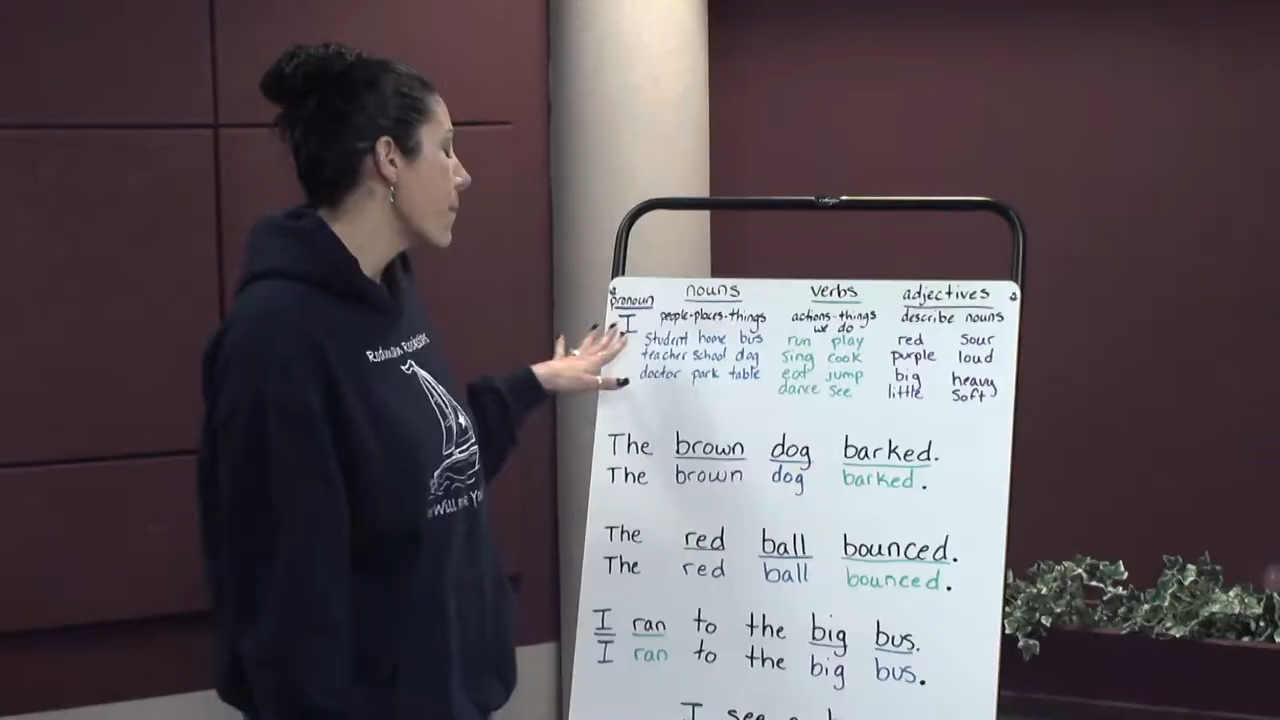 pronoun nouns verbs adjectives
I people-places-things actions-things we do describe nouns
student home bus run play red sour
teacher school dog sing cook purple loud
doctor park table eat jump big heavy
dance see little soft
The brown dog barked.
The brown dog barked.
The red ball bounced.
The red ball bounced.
I ran to the big bus.
I ran to the big bus.
I see a